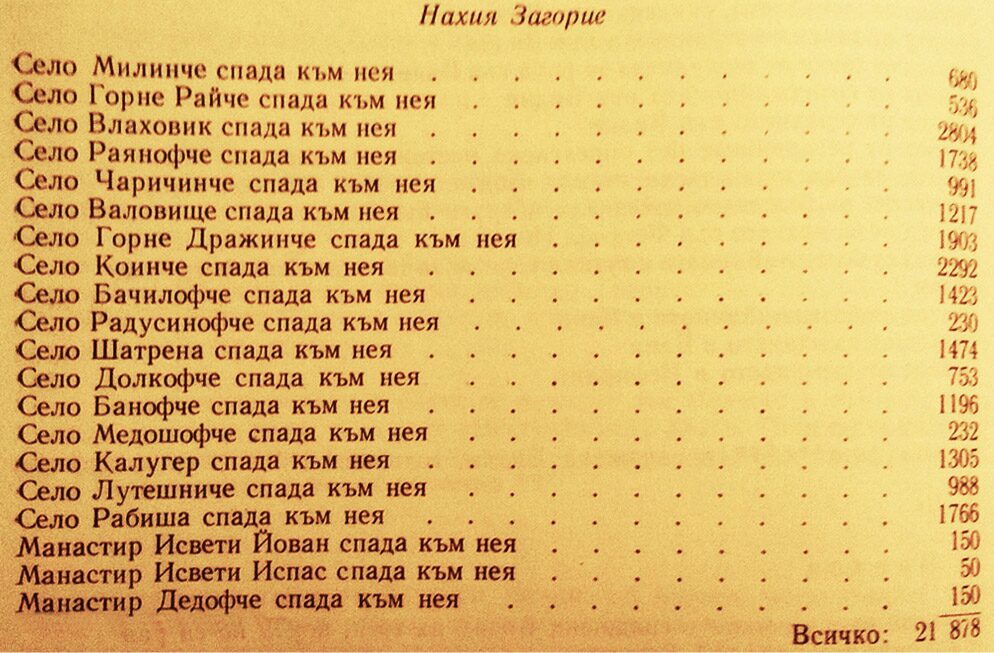 Нахия Загорие
Село Милинче спада към нея . . . . . . . . . . 680
Село Горне Райче спада към нея . . . . . . . . . 536
Село Влаховик спада към нея . . . . . . . . . . 2804
Село Раянофче спада към нея . . . . . . . . . . 1738
Село Чаричинче спада към нея . . . . . . . . . 991
Село Валовище спада към нея . . . . . . . . . . 1217
Село Горне Дражинче спада към нея . . . . . . . 1903
Село Коинче спада към нея . . . . . . . . . . . 2292
Село Бачилофче спада към нея . . . . . . . . . 1423
Село Радусинофче спада към нея . . . . . . . . . 230
Село Шатрена спада към нея . . . . . . . . . . 1474
Село Долкофче спада към нея . . . . . . . . . . 753
Село Банофче спада към нея . . . . . . . . . . 1196
Село Медошофче спада към нея . . . . . . . . . 232
Село Калугер спада към нея . . . . . . . . . . 1305
Село Лутешниче спада към нея . . . . . . . . . 988
Село Рабиша спада към нея . . . . . . . . . . . 1766
Манастир Исвети Йован спада към нея . . . . . . . 150
Манастир Исвети Испас спада към нея . . . . . . . 50
Манастир Дедофче спада към нея . . . . . . . . . 150
Всичко: 21 878